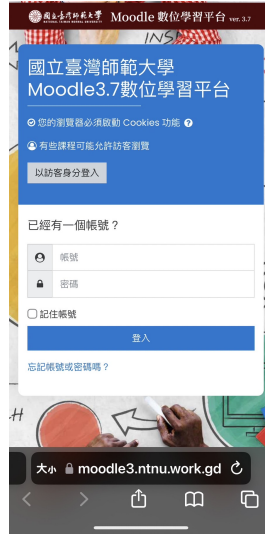 國立臺灣師範大學 Moodle 數位學習平台 ver. 3.7
INS
國立臺灣師範大學
Moodle3.7數位學習平台
您的瀏覽器必須啟動 Cookies 功能
有些課程可能允許訪客瀏覽
以訪客身分登入
已經有一個帳號？
帳號
密碼
記住帳號
登入
忘記帳號或密碼嗎？
H
大小 moodle3.ntnu.work.gd